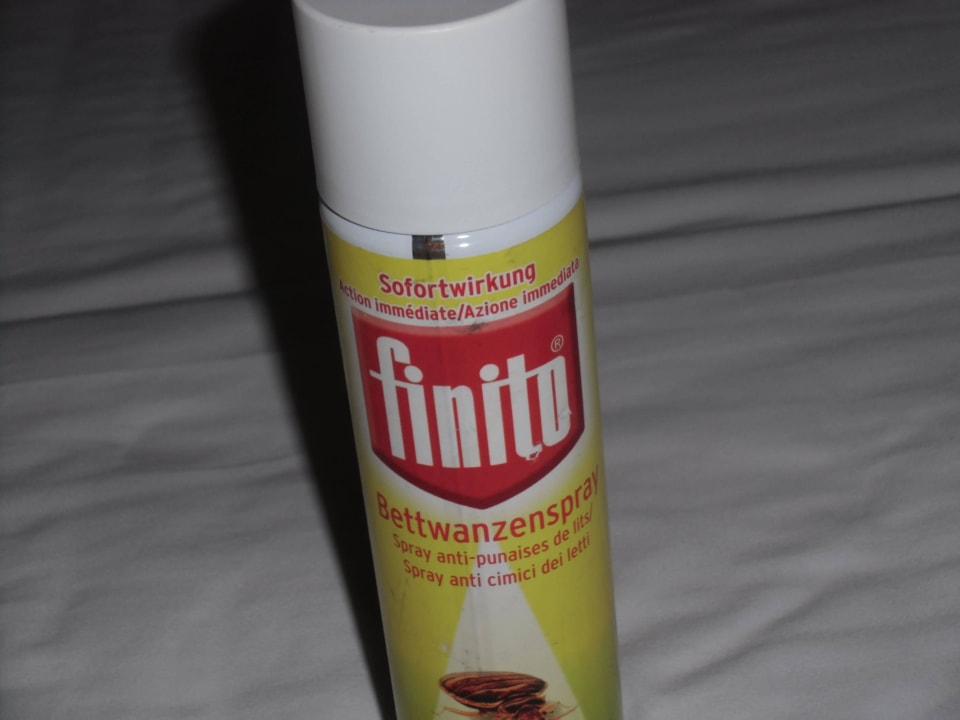 Sofortwirkung
Action immédiate/Azione immediata
finito®
Bettwanzenspray
Spray anti-punaises de lits/
Spray anti cimici dei letti